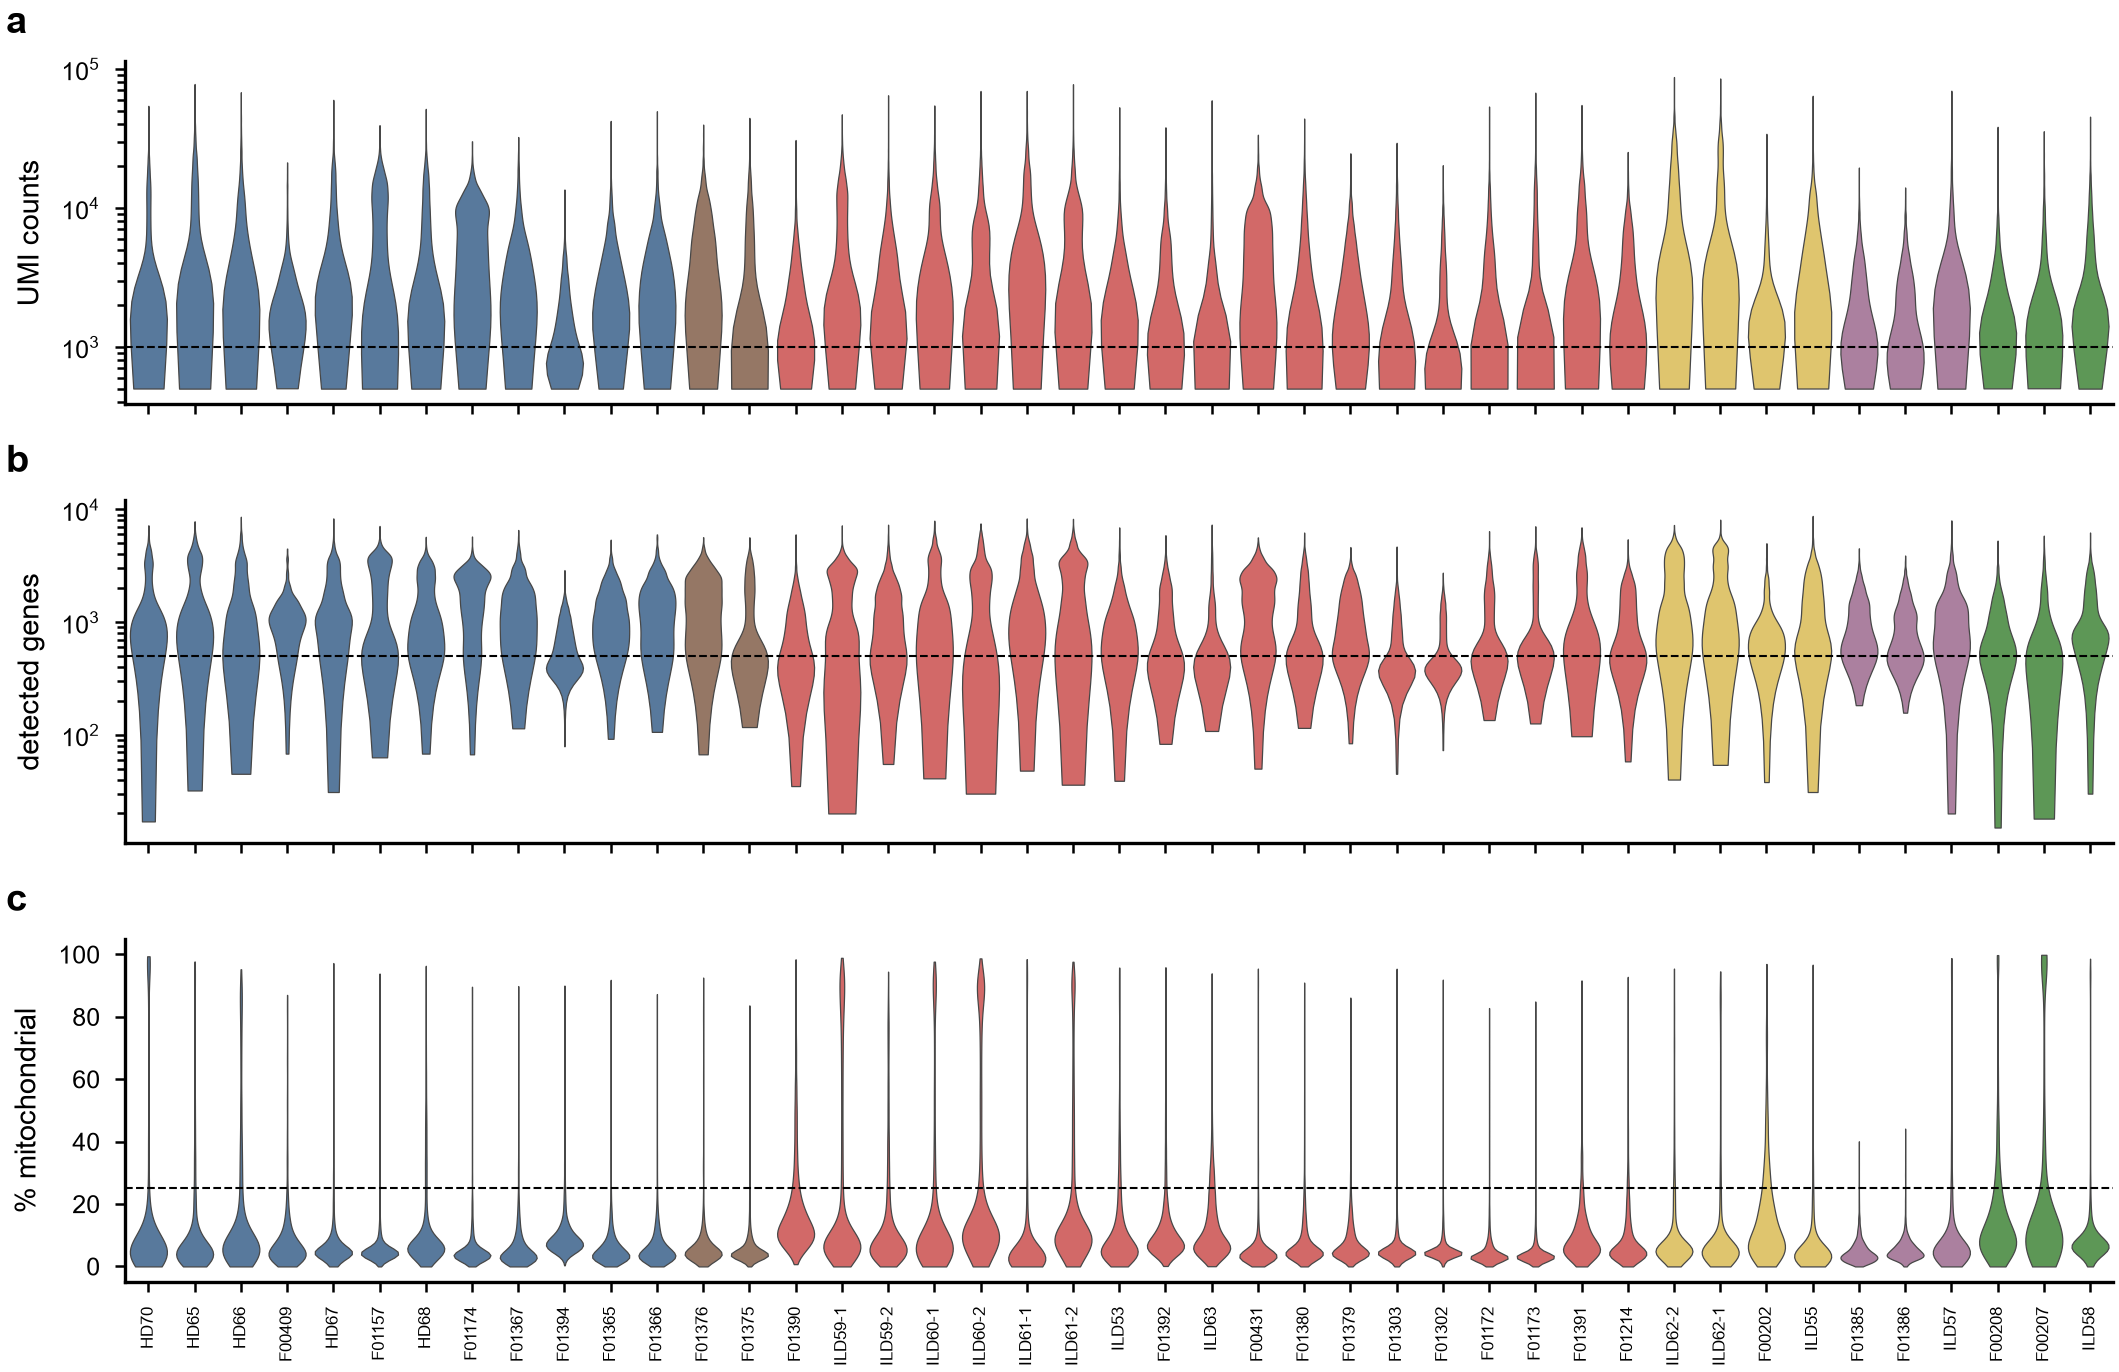 a
UMI counts
10^5
10^4
10^3
b
detected genes
10^4
10^3
10^2
c
% mitochondrial
100
80
60
40
20
0
HD70
HD65
HD66
F00409
HD67
F01157
HD68
F01174
F01367
F01394
F01365
F01366
F01376
F01375
F01390
ILD59-1
ILD59-2
ILD60-1
ILD60-2
ILD61-1
ILD61-2
ILD53
F01392
ILD63
F00431
F01380
F01379
F01303
F01302
F01172
F01173
F01391
F01214
ILD62-2
ILD62-1
F00202
ILD55
F01385
F01386
ILD57
F00208
F00207
ILD58